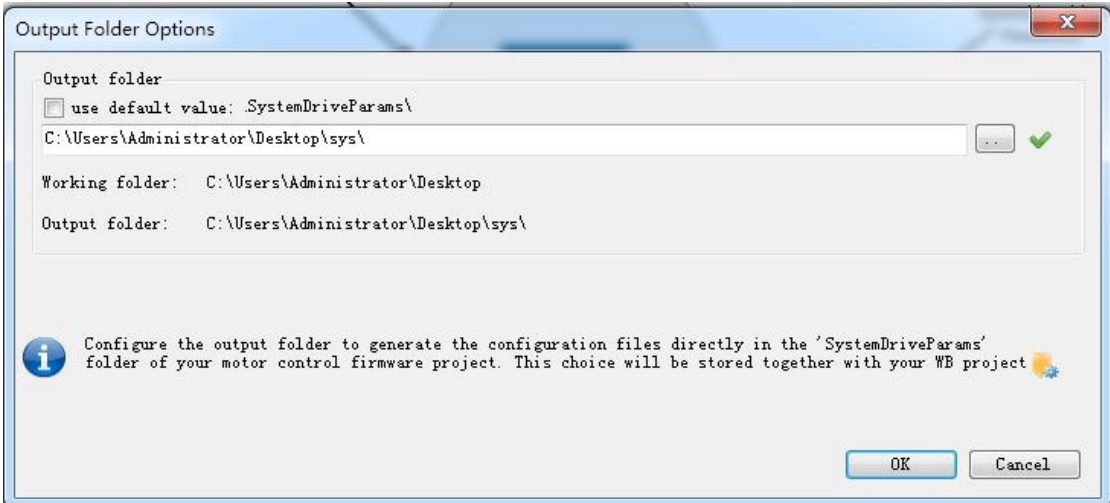 Output Folder Options
Output folder
use default value: .SystemDriveParams\
C:\Users\Administrator\Desktop\sys\
..
Working folder: C:\Users\Administrator\Desktop
Output folder: C:\Users\Administrator\Desktop\sys\
Configure the output folder to generate the configuration files directly in the 'SystemDriveParams'
folder of your motor control firmware project. This choice will be stored together with your WB project
OK
Cancel